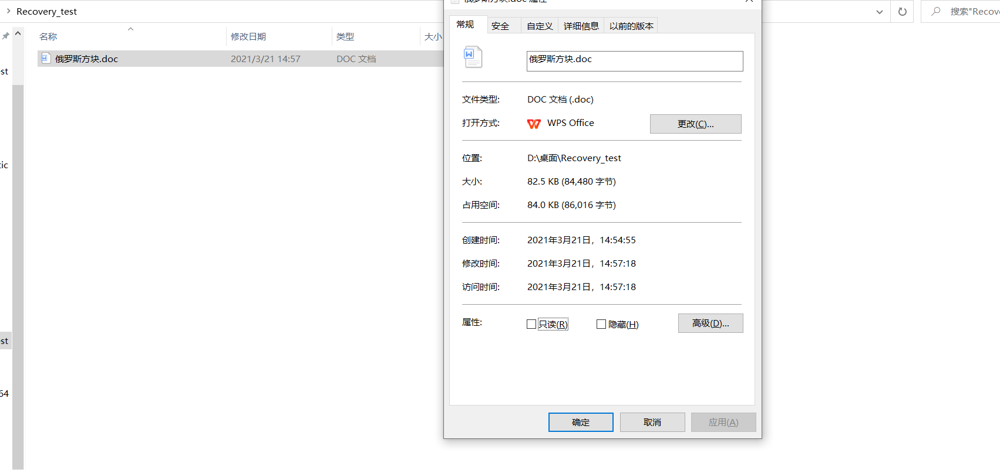 Recovery_test
搜索"Recov
名称
修改日期
类型
大小
俄罗斯方块.doc
2021/3/21 14:57
DOC 文档
st
tic
st
64
常规
安全
自定义
详细信息
以前的版本
俄罗斯方块.doc
文件类型:
DOC 文档 (.doc)
打开方式:
WPS Office
更改(C)...
位置:
D:\桌面\Recovery_test
大小:
82.5 KB (84,480 字节)
占用空间:
84.0 KB (86,016 字节)
创建时间:
2021年3月21日，14:54:55
修改时间:
2021年3月21日，14:57:18
访问时间:
2021年3月21日，14:57:18
属性:
只读(R)
隐藏(H)
高级(D)...
确定
取消
应用(A)